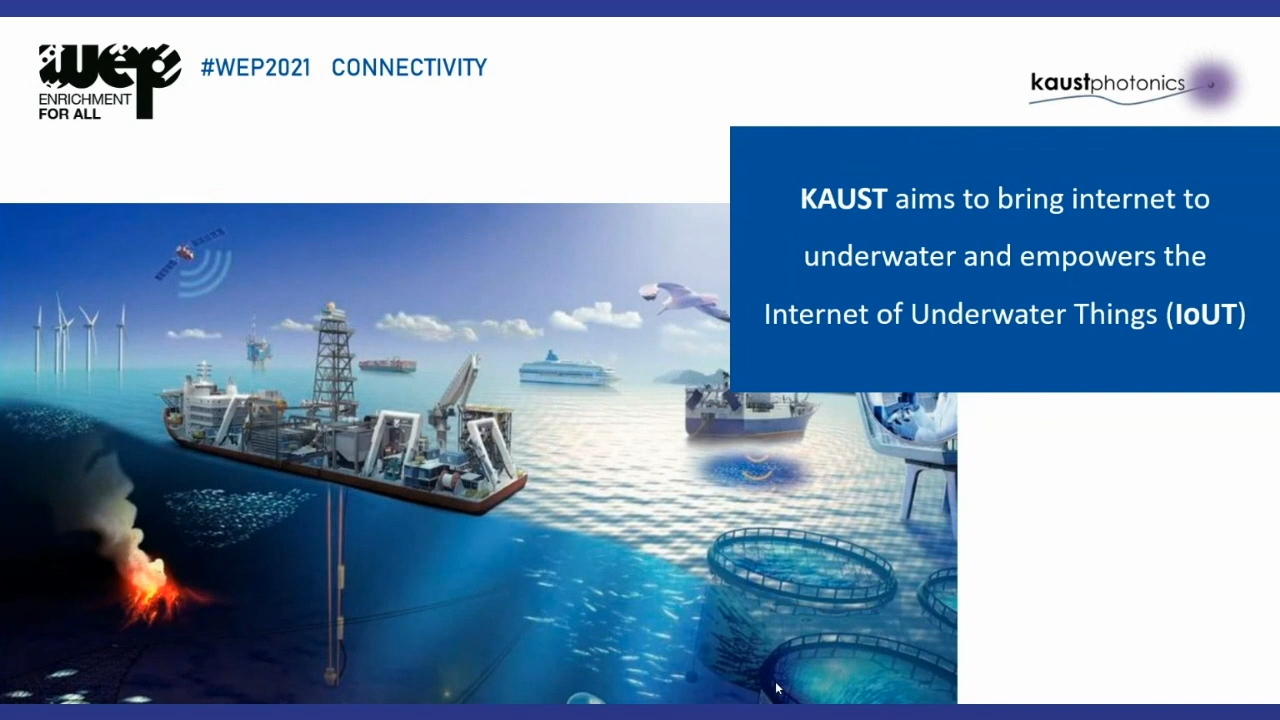 wep
ENRICHMENT
FOR ALL
#WEP2021 CONNECTIVITY
kaustphotonics
KAUST aims to bring internet to
underwater and empowers the
Internet of Underwater Things (IoUT)